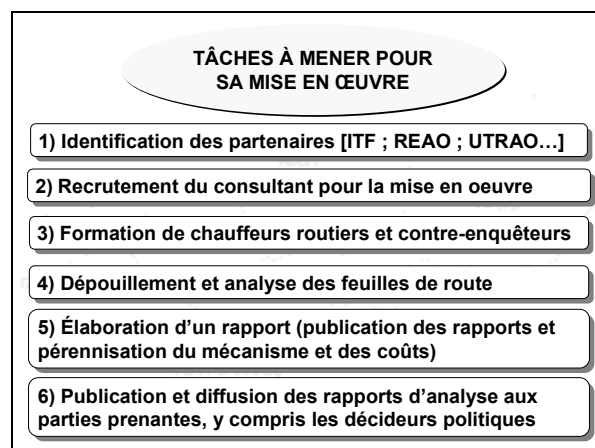 TÂCHES À MENER POUR
SA MISE EN ŒUVRE
1) Identification des partenaires [ITF ; REAO ; UTRAO…]
2) Recrutement du consultant pour la mise en oeuvre
3) Formation de chauffeurs routiers et contre-enquêteurs
4) Dépouillement et analyse des feuilles de route
5) Élaboration d’un rapport (publication des rapports et
pérennisation du mécanisme et des coûts)
6) Publication et diffusion des rapports d’analyse aux
parties prenantes, y compris les décideurs politiques